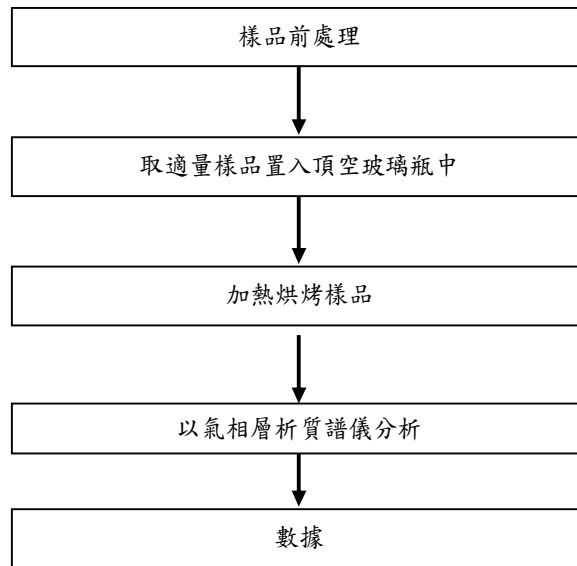 樣品前處理
取適量樣品置入頂空玻璃瓶中
加熱烘烤樣品
以氣相層析質譜儀分析
數據